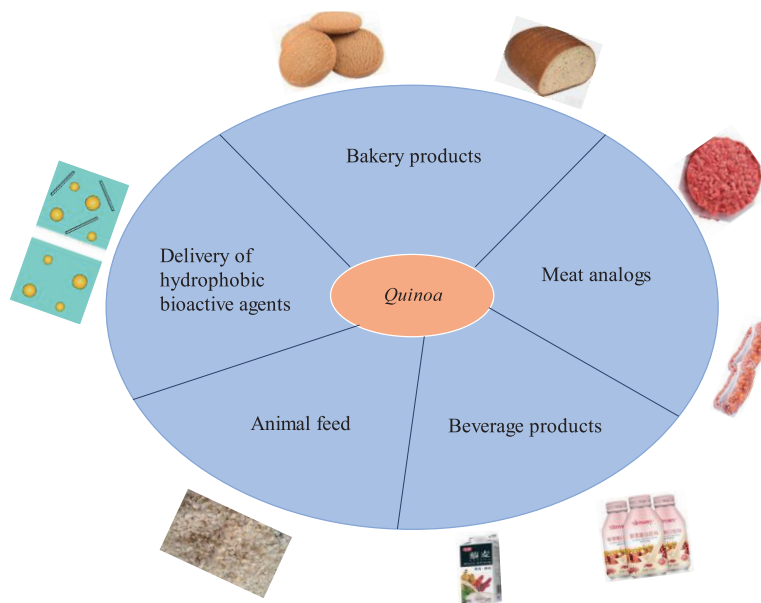 Bakery products
Delivery of
hydrophobic
bioactive agents
Quinoa
Meat analogs
Animal feed
Beverage products